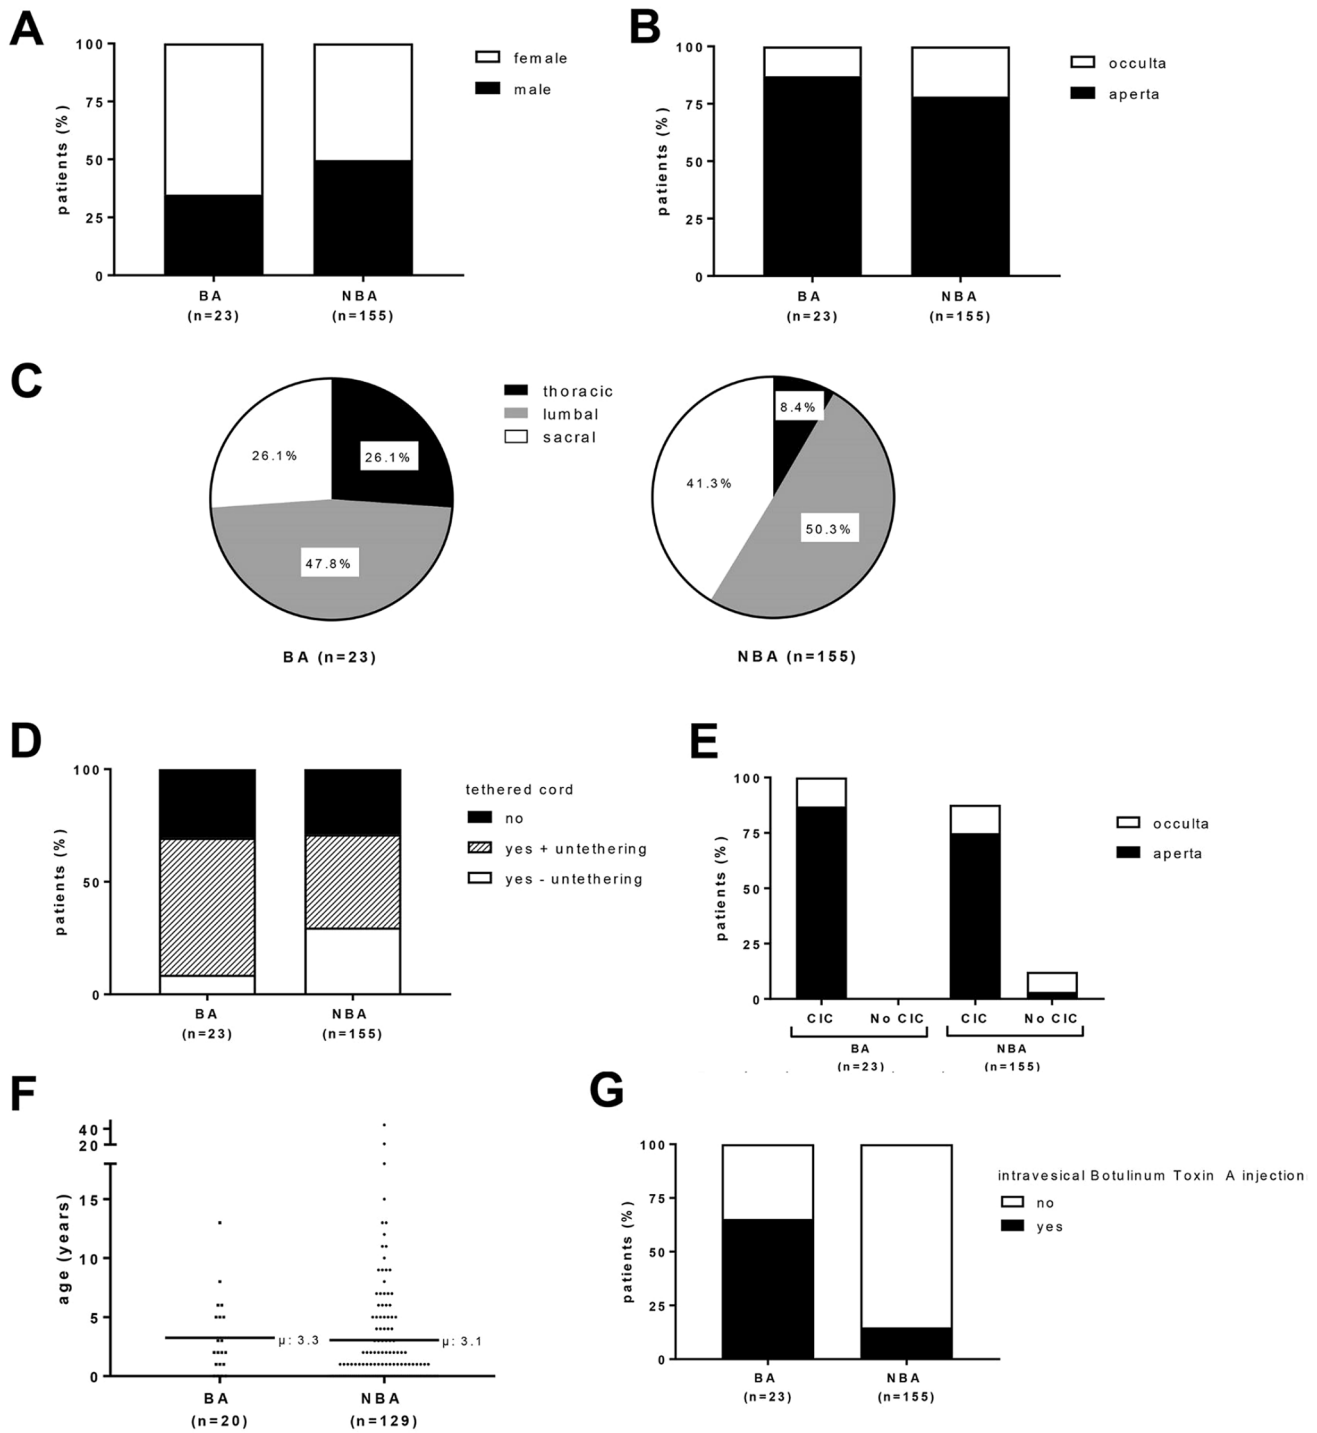 A
100
75
50
25
0
patients (%)
BA
(n=23)
NBA
(n=155)
female
male
B
100
75
50
25
0
patients (%)
BA
(n=23)
NBA
(n=155)
occulta
aperta
C
26.1%
26.1%
47.8%
BA (n=23)
thoracic
lumbal
sacral
8.4%
41.3%
50.3%
NBA (n=155)
D
100
50
0
patients (%)
BA
(n=23)
NBA
(n=155)
tethered cord
no
yes + untethering
yes - untethering
E
100
75
50
25
0
patients (%)
CIC
No CIC
CIC
No CIC
BA
(n=23)
NBA
(n=155)
occulta
aperta
F
40
20
15
10
5
0
age (years)
µ: 3.3
µ: 3.1
BA
(n=20)
NBA
(n=129)
G
100
75
50
25
0
patients (%)
BA
(n=23)
NBA
(n=155)
intravesical Botulinum Toxin A injection
no
yes